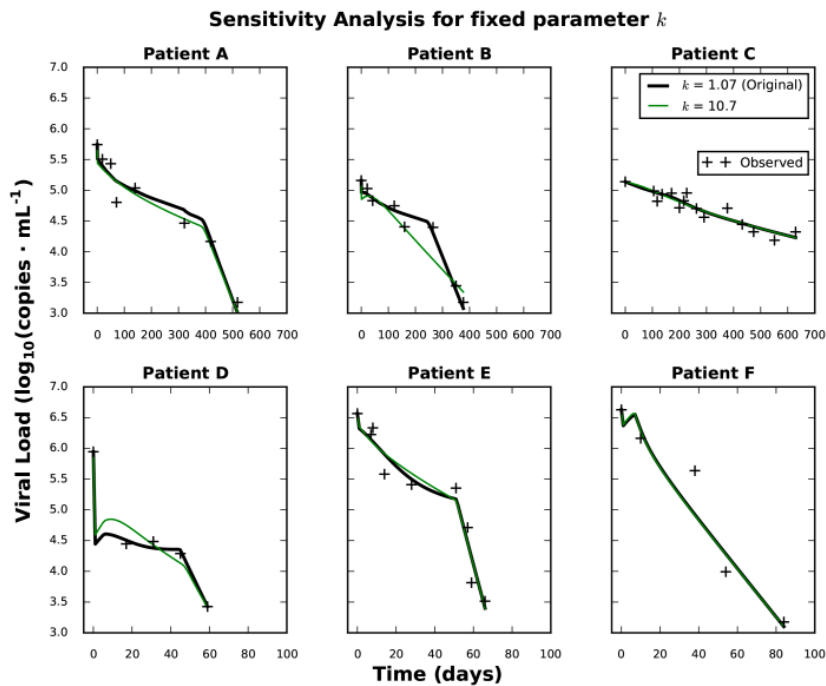 Sensitivity Analysis for fixed parameter k
Patient A
Patient B
Patient C
7.0
6.5
6.0
5.5
5.0
4.5
4.0
3.5
3.0
k = 1.07 (Original)
k = 10.7
+ + Observed
0 100 200 300 400 500 600 700
0 100 200 300 400 500 600 700
0 100 200 300 400 500 600 700
Viral Load (log₁₀(copies · mL⁻¹)
Patient D
Patient E
Patient F
7.0
6.5
6.0
5.5
5.0
4.5
4.0
3.5
3.0
0 20 40 60 80 100
0 20 40 60 80 100
0 20 40 60 80 100
Time (days)